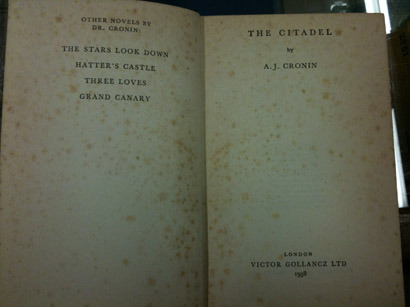 OTHER NOVELS BY
DR. CRONIN:
THE STARS LOOK DOWN
HATTER'S CASTLE
THREE LOVES
GRAND CANARY
THE CITADEL
by
A. J. CRONIN
LONDON
VICTOR GOLLANCZ LTD
1938